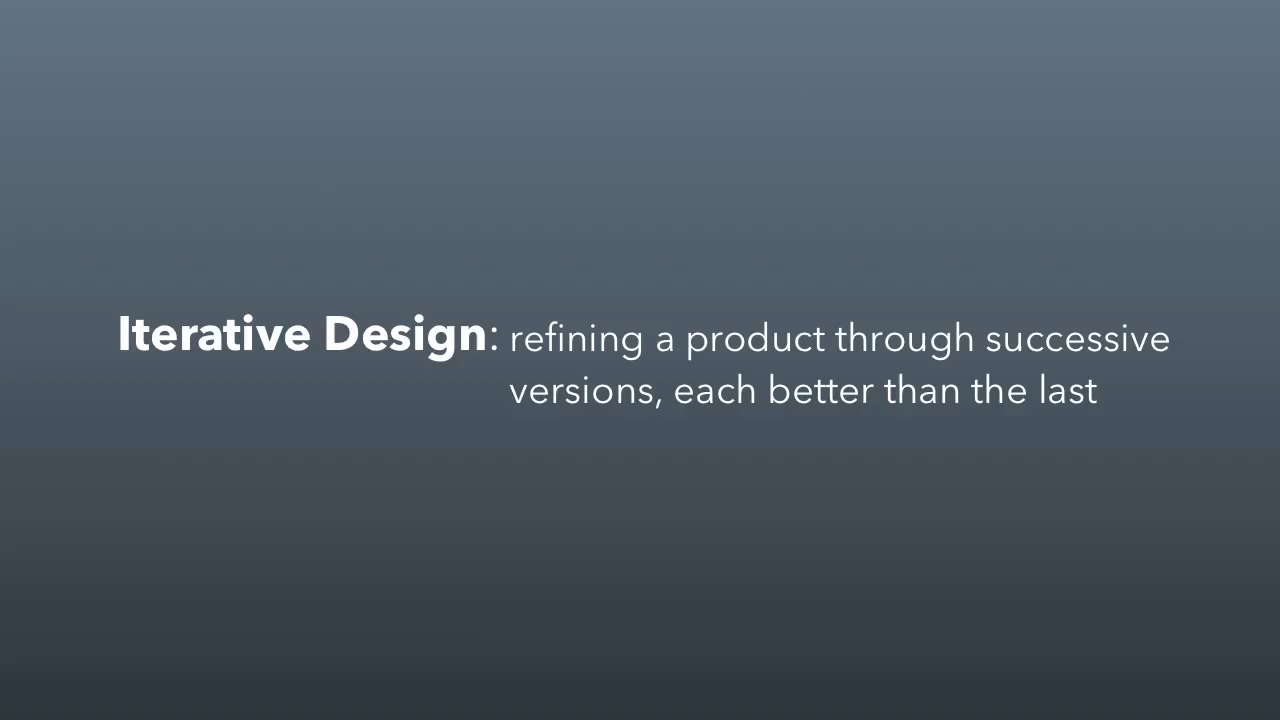 Iterative Design: refining a product through successive
versions, each better than the last